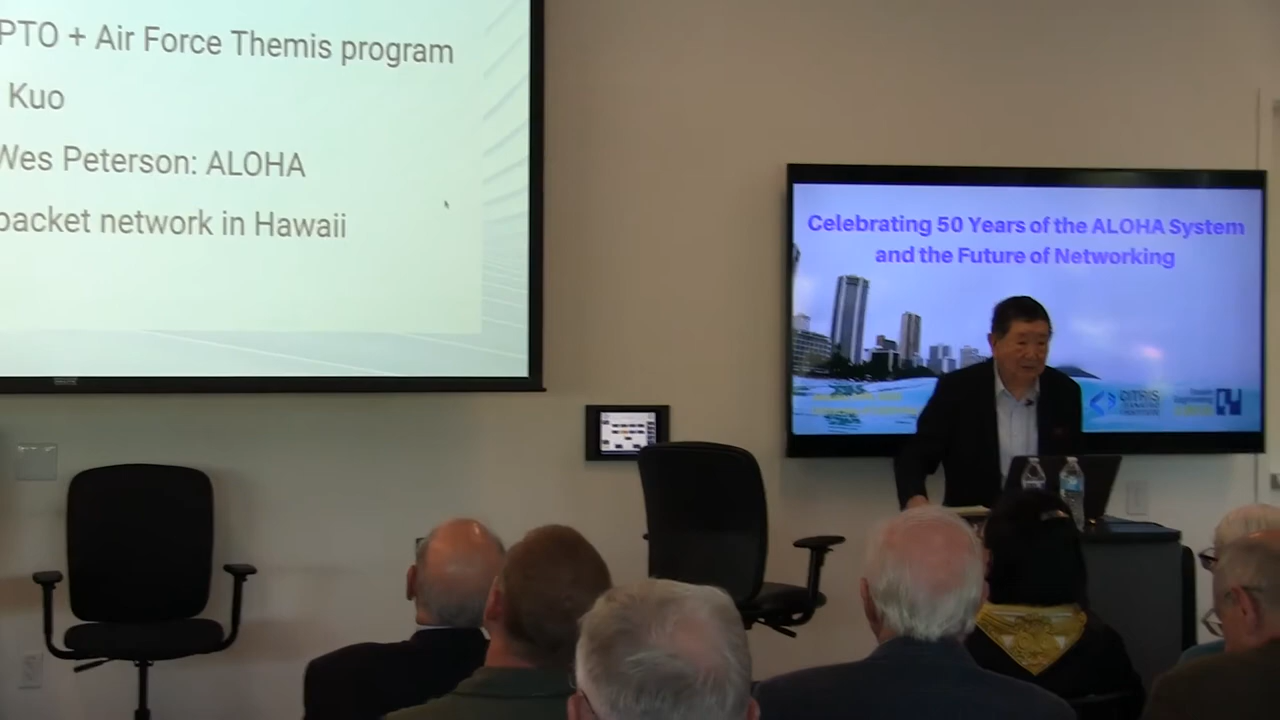 PTO + Air Force Themis program
Kuo
Wes Peterson: ALOHA
packet network in Hawaii
Celebrating 50 Years of the ALOHA System
and the Future of Networking
CITRIS